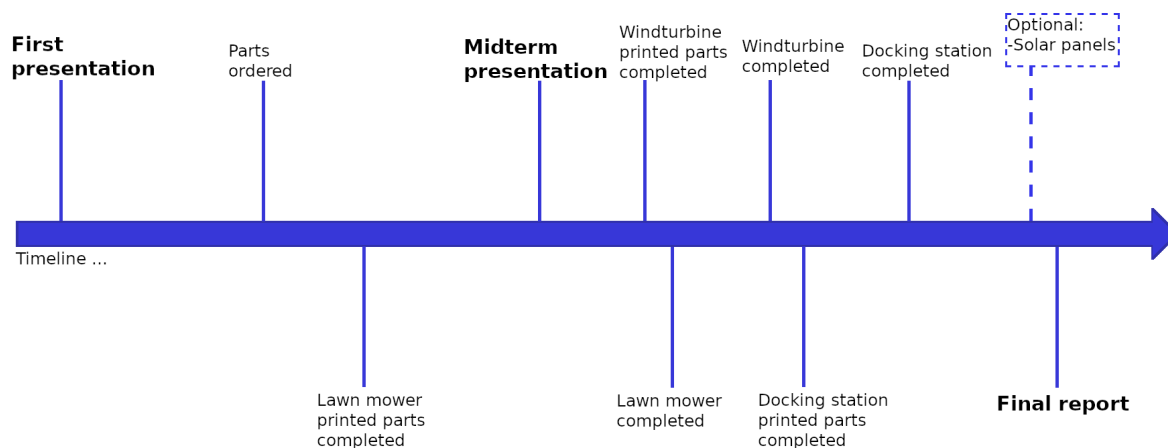 First
presentation
Parts
ordered
Midterm
presentation
Windturbine
printed parts
completed
Windturbine
completed
Docking station
completed
Optional:
-Solar panels
Timeline ...
Lawn mower
printed parts
completed
Lawn mower
completed
Docking station
printed parts
completed
Final report